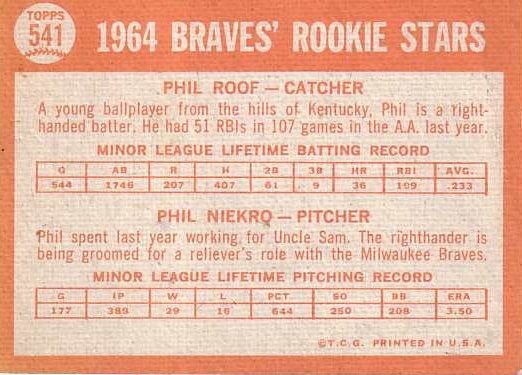 TOPPS
541
1964 BRAVES' ROOKIE STARS
PHIL ROOF — CATCHER
A young ballplayer from the hills of Kentucky, Phil is a right-
handed batter. He had 51 RBIs in 107 games in the A.A. last year.
MINOR LEAGUE LIFETIME BATTING RECORD
G AB R H 2B 3B HR RBI AVG.
544 1746 207 407 61 9 36 199 .233
PHIL NIEKRO — PITCHER
Phil spent last year working for Uncle Sam. The righthander is
being groomed for a reliever's role with the Milwaukee Braves.
MINOR LEAGUE LIFETIME PITCHING RECORD
G IP W L PCT. SO BB ERA
177 389 29 16 644 250 208 3.50
©T.C.G. PRINTED IN U.S.A.